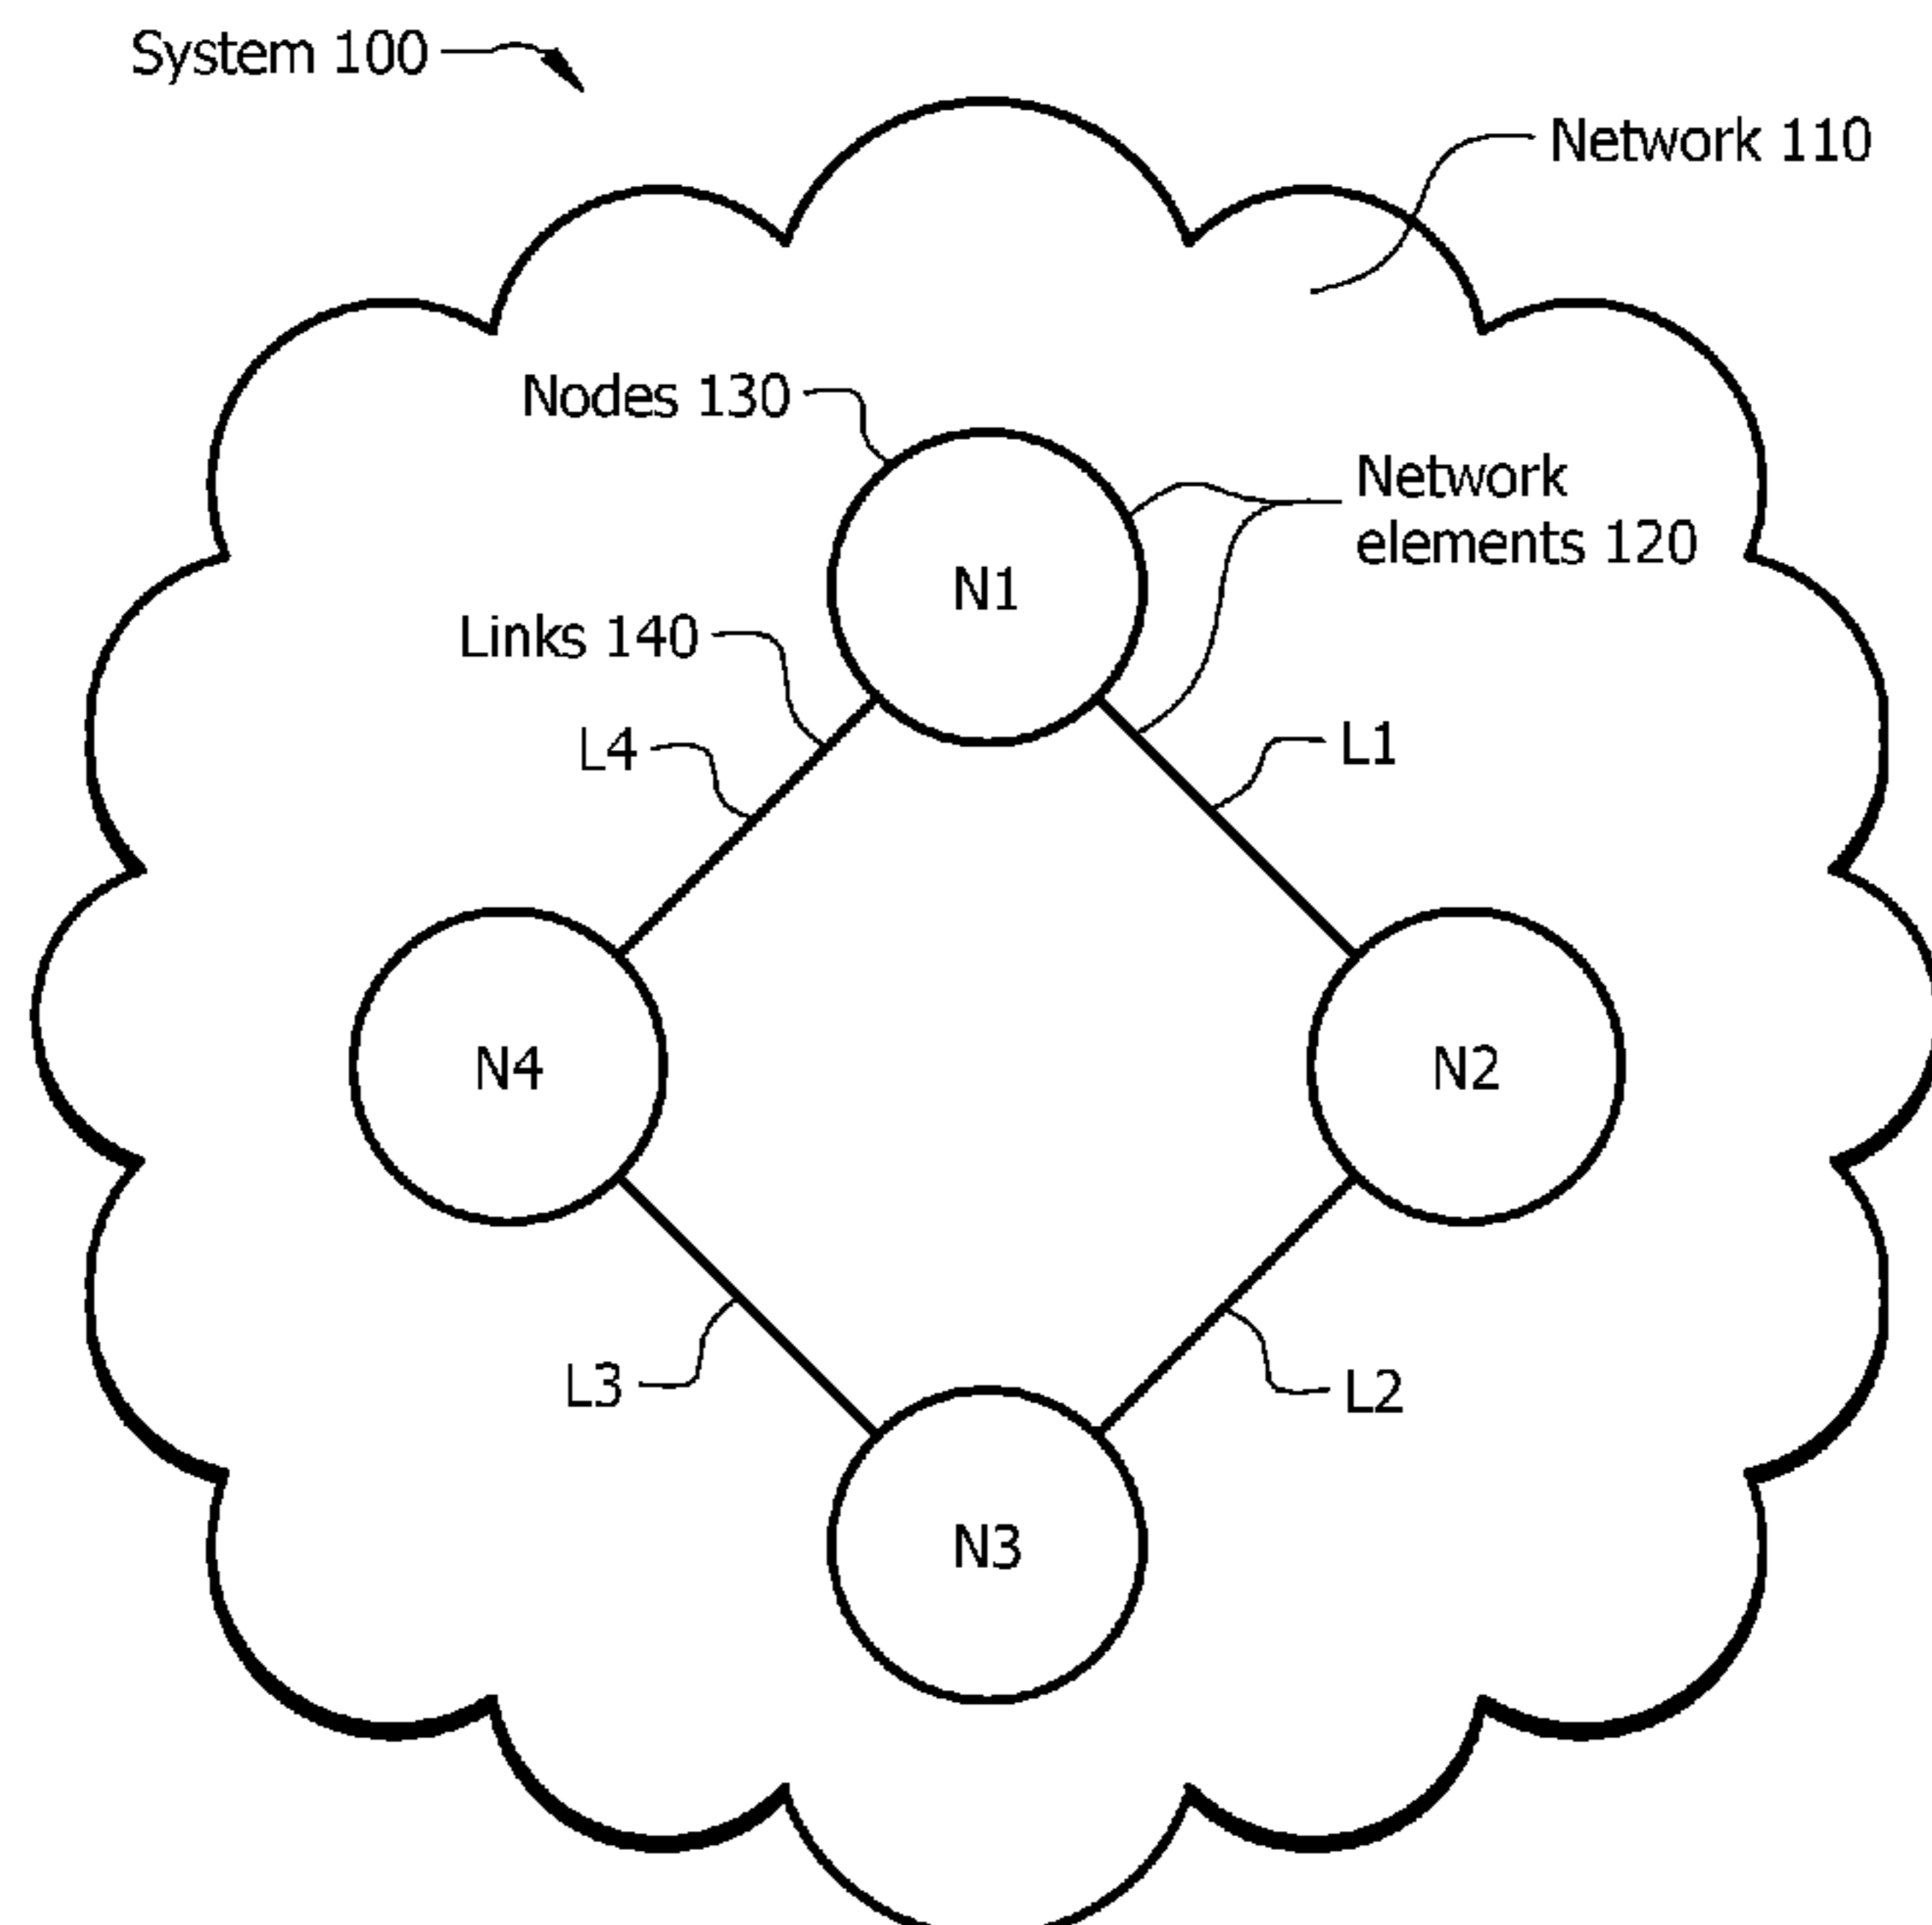 System 100
Network 110
Nodes 130
Network
elements 120
N1
Links 140
L4
L1
N4
N2
L3
L2
N3